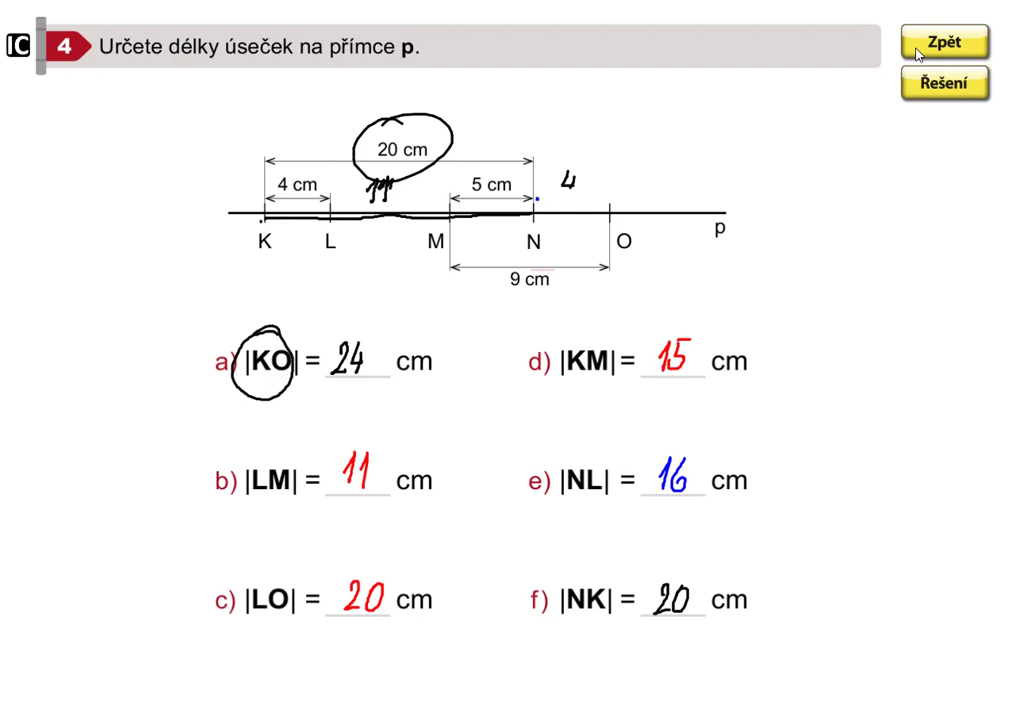 IC 4 Určete délky úseček na přímce p.
Zpět
Řešení
20 cm
4 cm 11 5 cm 4
K L M N O p
9 cm
a) |KO| = 24 cm d) |KM| = 15 cm
b) |LM| = 11 cm e) |NL| = 16 cm
c) |LO| = 20 cm f) |NK| = 20 cm